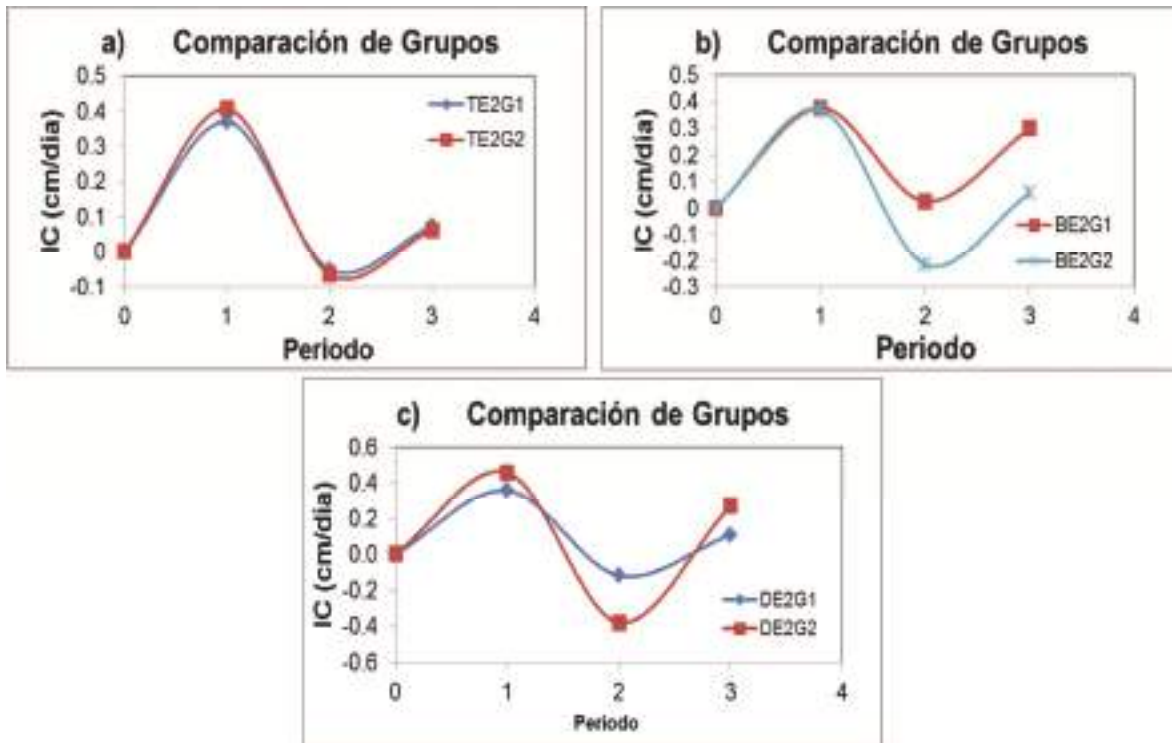 a) Comparación de Grupos
0.5
0.4
0.3
0.2
0.1
0
-0.1
IC (cm/dia)
TE2G1
TE2G2
0 1 2 3 4
Periodo
b) Comparación de Grupos
0.5
0.4
0.3
0.2
0.1
0
-0.1
-0.2
-0.3
IC (cm/dia)
BE2G1
BE2G2
0 1 2 3 4
Periodo
c) Comparación de Grupos
0.6
0.4
0.2
0.0
-0.2
-0.4
-0.6
IC (cm/dia)
DE2G1
DE2G2
0 1 2 3 4
Periodo